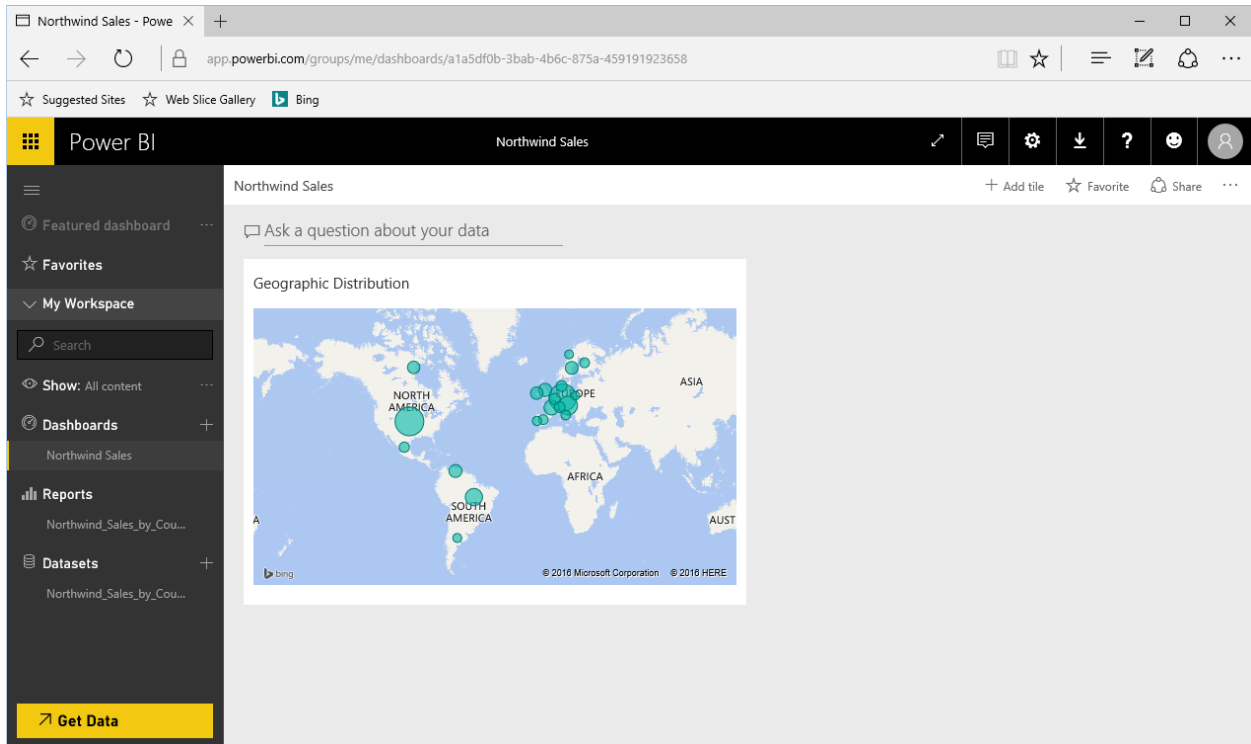 Northwind Sales - Powe
app.powerbi.com/groups/me/dashboards/a1a5df0b-3bab-4b6c-875a-459191923658
Suggested Sites Web Slice Gallery Bing
Power BI Northwind Sales
Northwind Sales Add tile Favorite Share
Featured dashboard
Favorites
My Workspace
Search
Show: All content
Dashboards
Northwind Sales
Reports
Northwind_Sales_by_Cou...
Datasets
Northwind_Sales_by_Cou...
Get Data
Ask a question about your data
Geographic Distribution
NORTH
AMERICA
EUROPE
ASIA
AFRICA
SOUTH
AMERICA
A
AUST
bing
© 2016 Microsoft Corporation © 2016 HERE